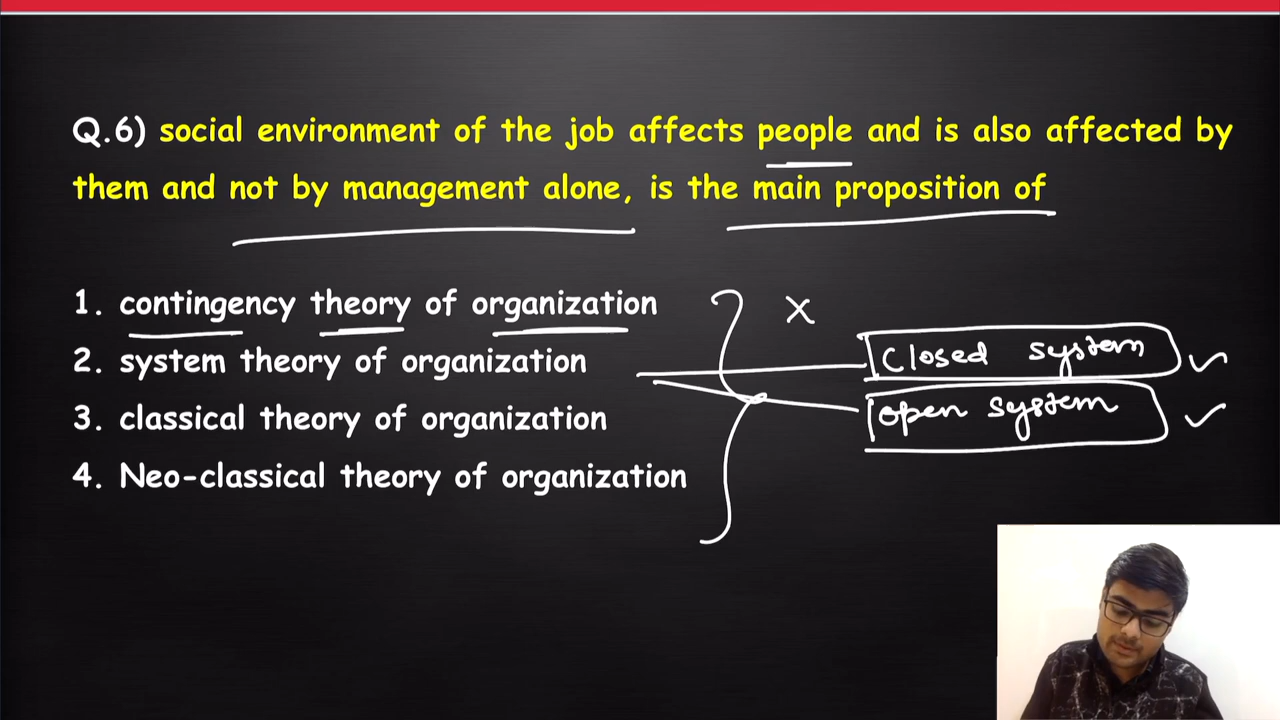 Q.6) social environment of the job affects people and is also affected by
them and not by management alone, is the main proposition of
1. contingency theory of organization
2. system theory of organization
3. classical theory of organization
4. Neo-classical theory of organization
x
Closed system
open system